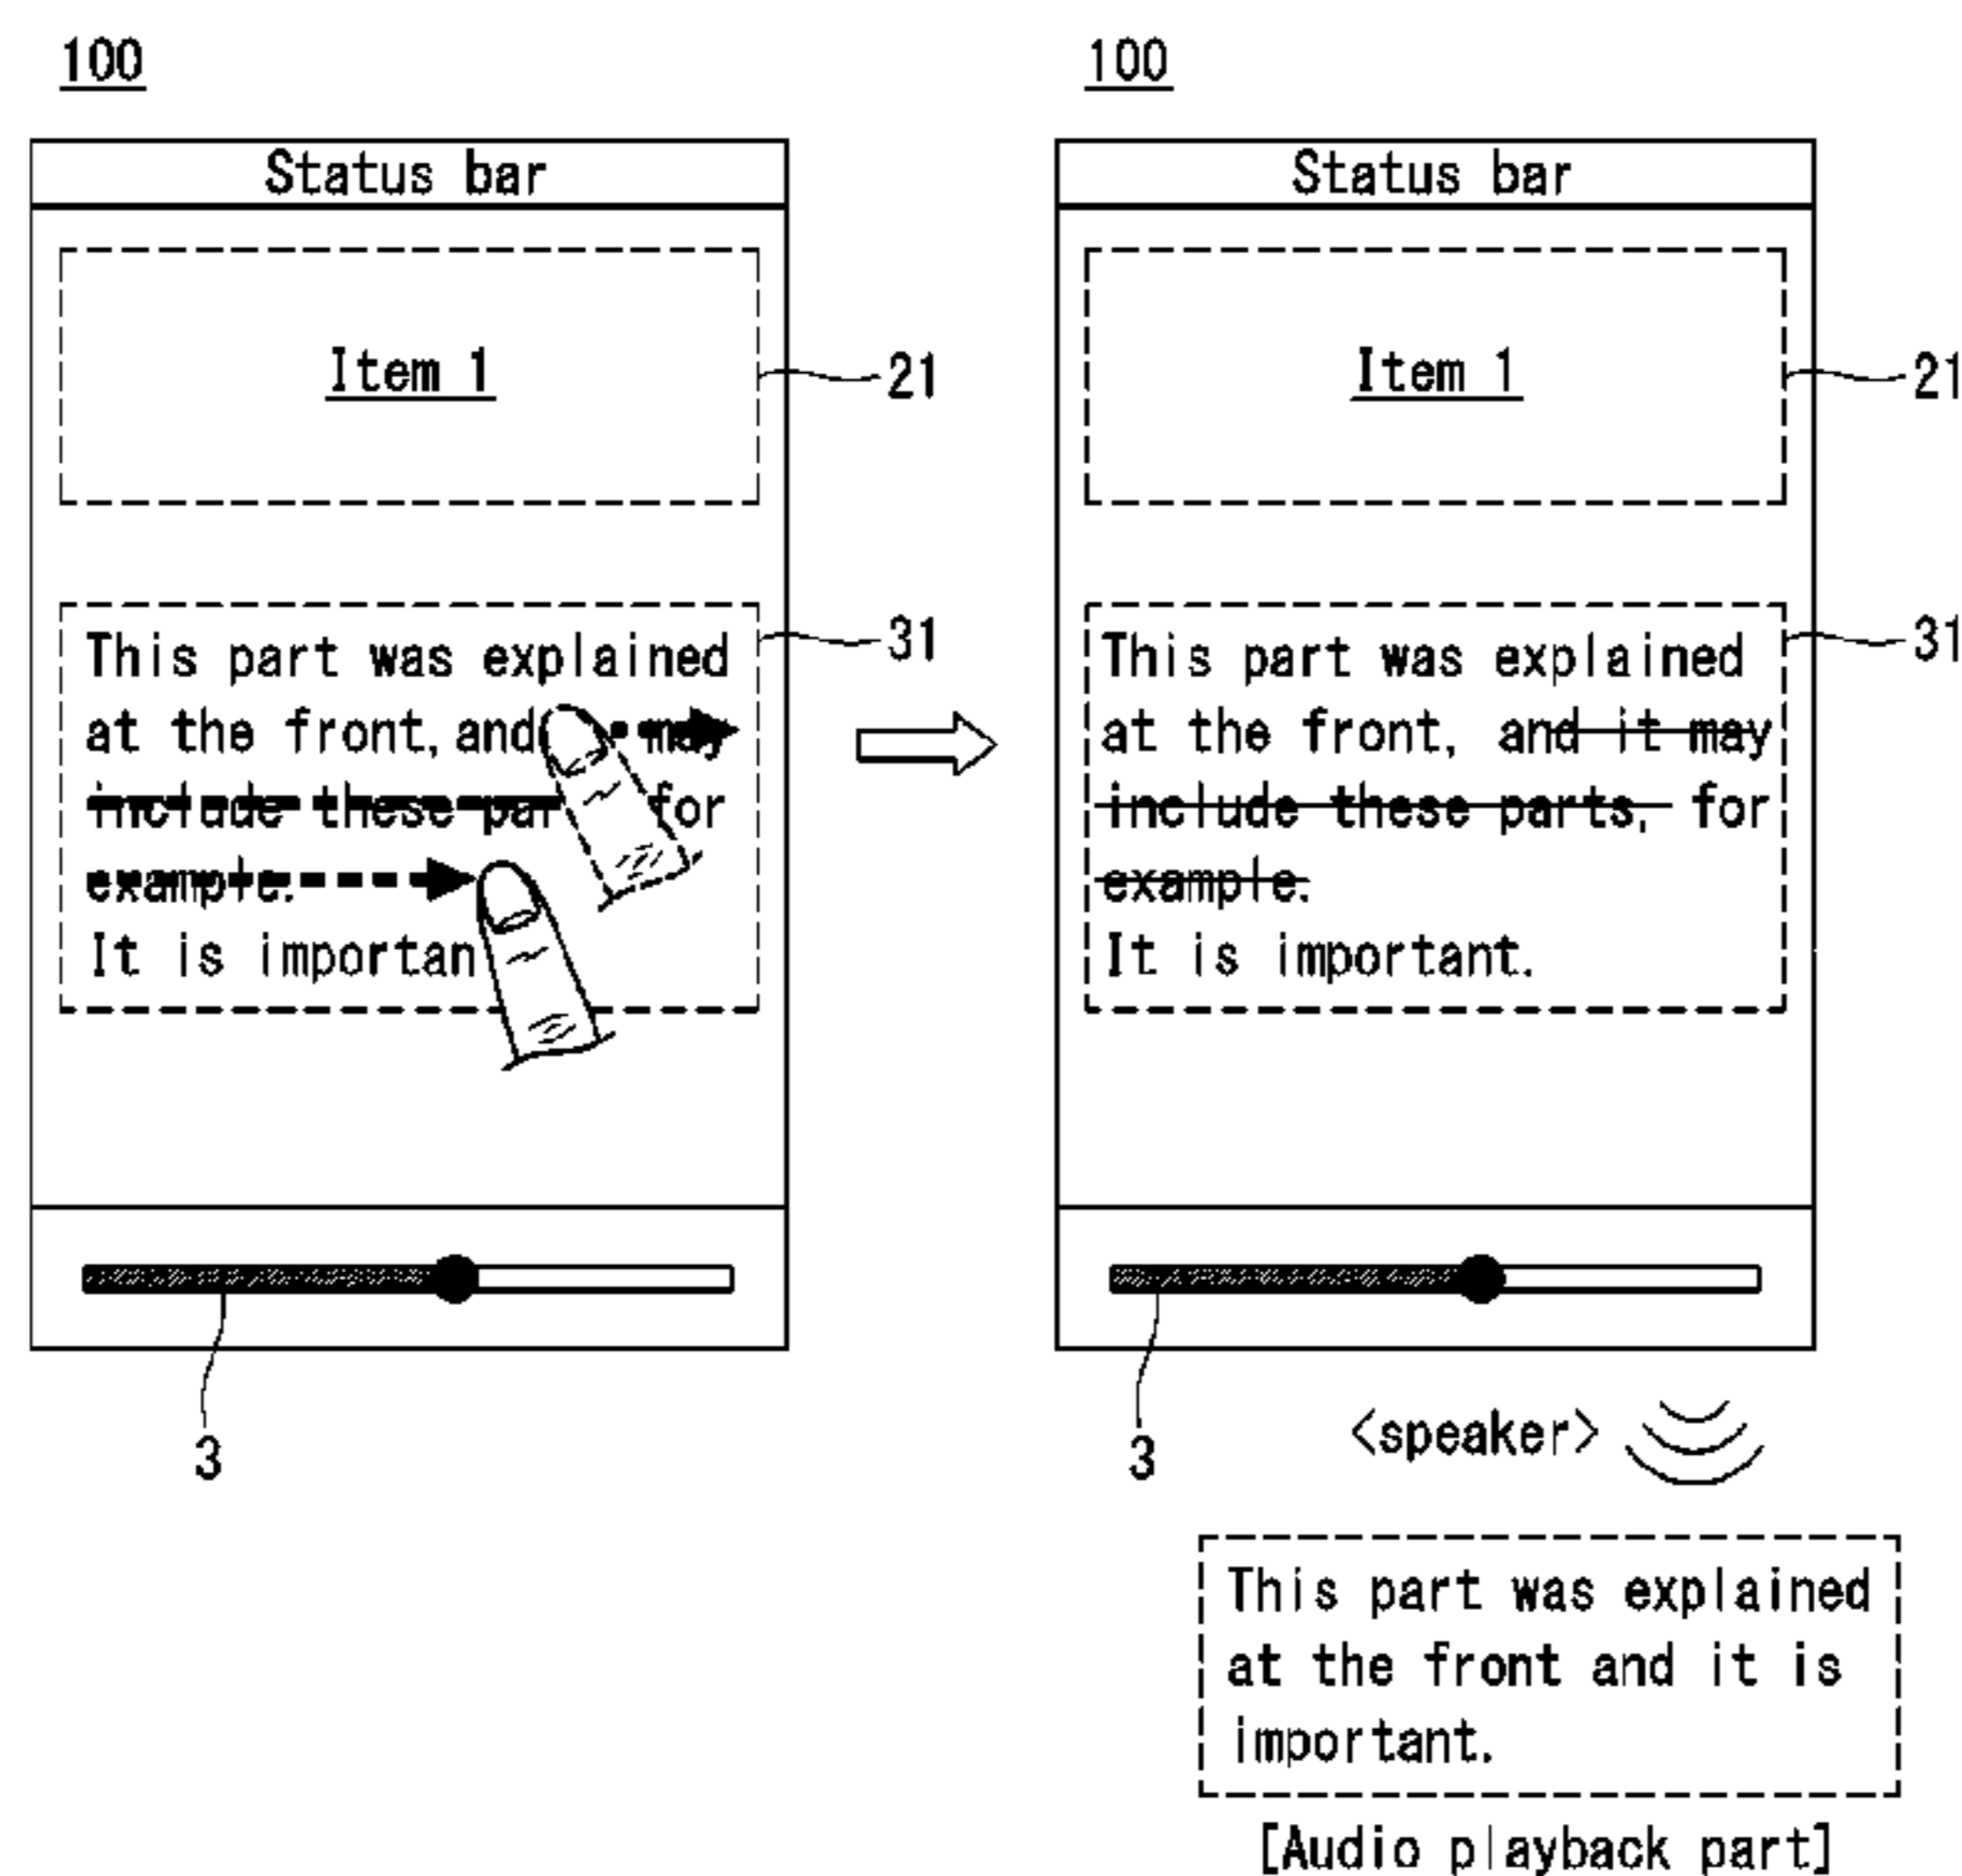 100
Status bar
Item 1
21
This part was explained
at the front, and may
include these par for
example.
It is importan
31
3
100
Status bar
Item 1
21
This part was explained
at the front, and it may
include these parts, for
example.
It is important.
31
3
<speaker>
This part was explained
at the front and it is
important.
[Audio playback part]